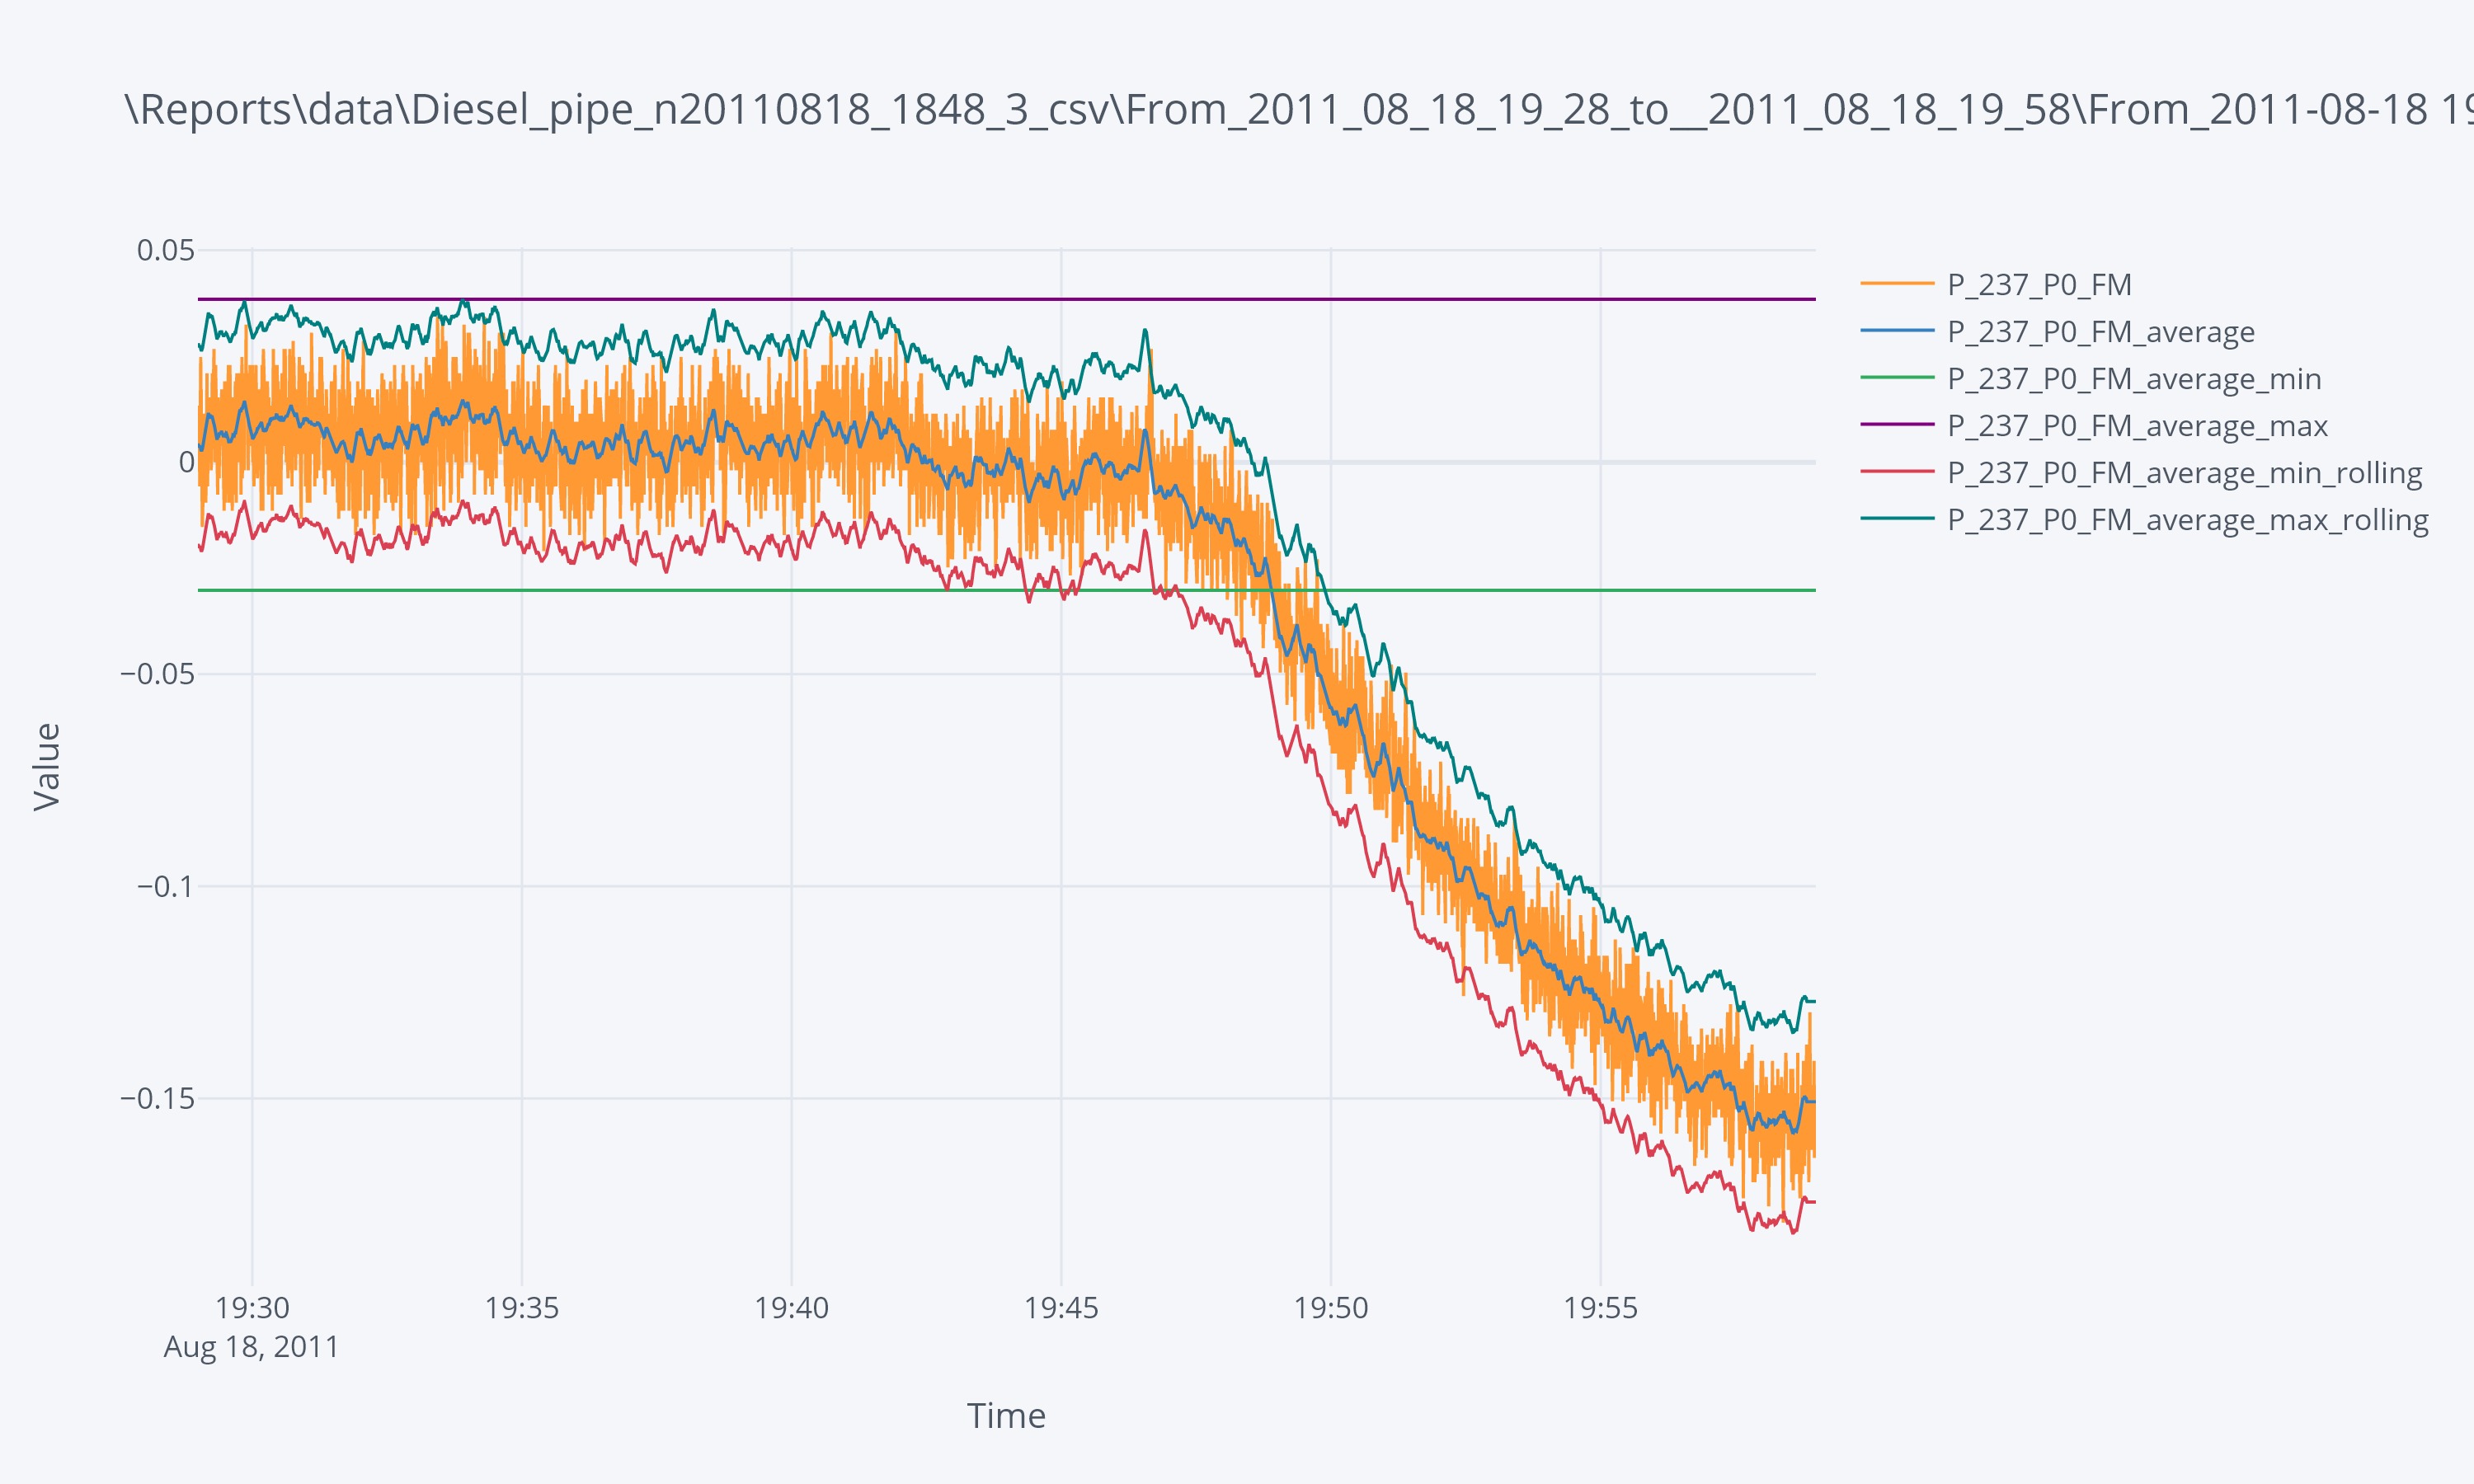 \Reports\data\Diesel_pipe_n20110818_1848_3_csv\From_2011_08_18_19_28_to__2011_08_18_19_58\From_2011-08-18 19
0.05
0
−0.05
−0.1
−0.15
Value
19:30
Aug 18, 2011
19:35
19:40
19:45
19:50
19:55
Time
P_237_P0_FM
P_237_P0_FM_average
P_237_P0_FM_average_min
P_237_P0_FM_average_max
P_237_P0_FM_average_min_rolling
P_237_P0_FM_average_max_rolling